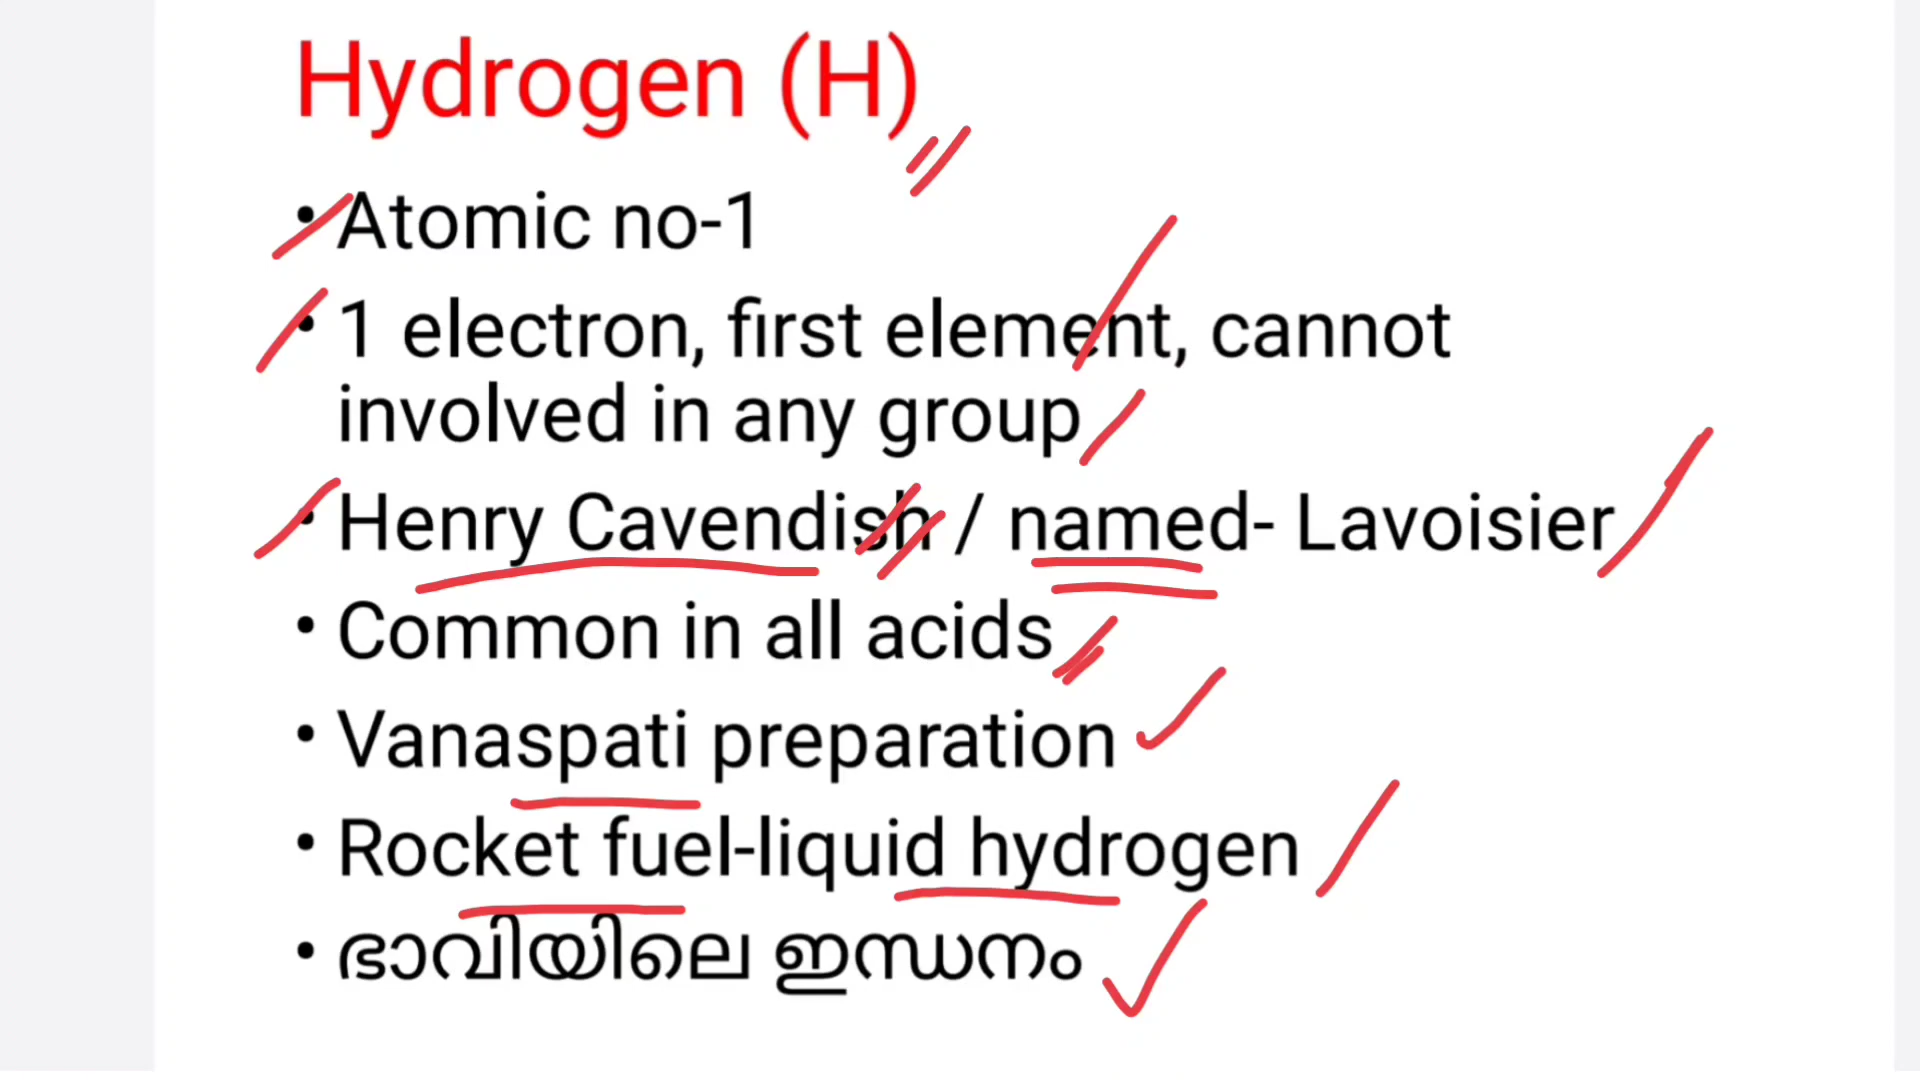 Hydrogen (H)
• Atomic no-1
• 1 electron, first element, cannot
involved in any group
• Henry Cavendish / named- Lavoisier
• Common in all acids
• Vanaspati preparation
• Rocket fuel-liquid hydrogen
• ഭാവിയിലെ ഇന്ധനം